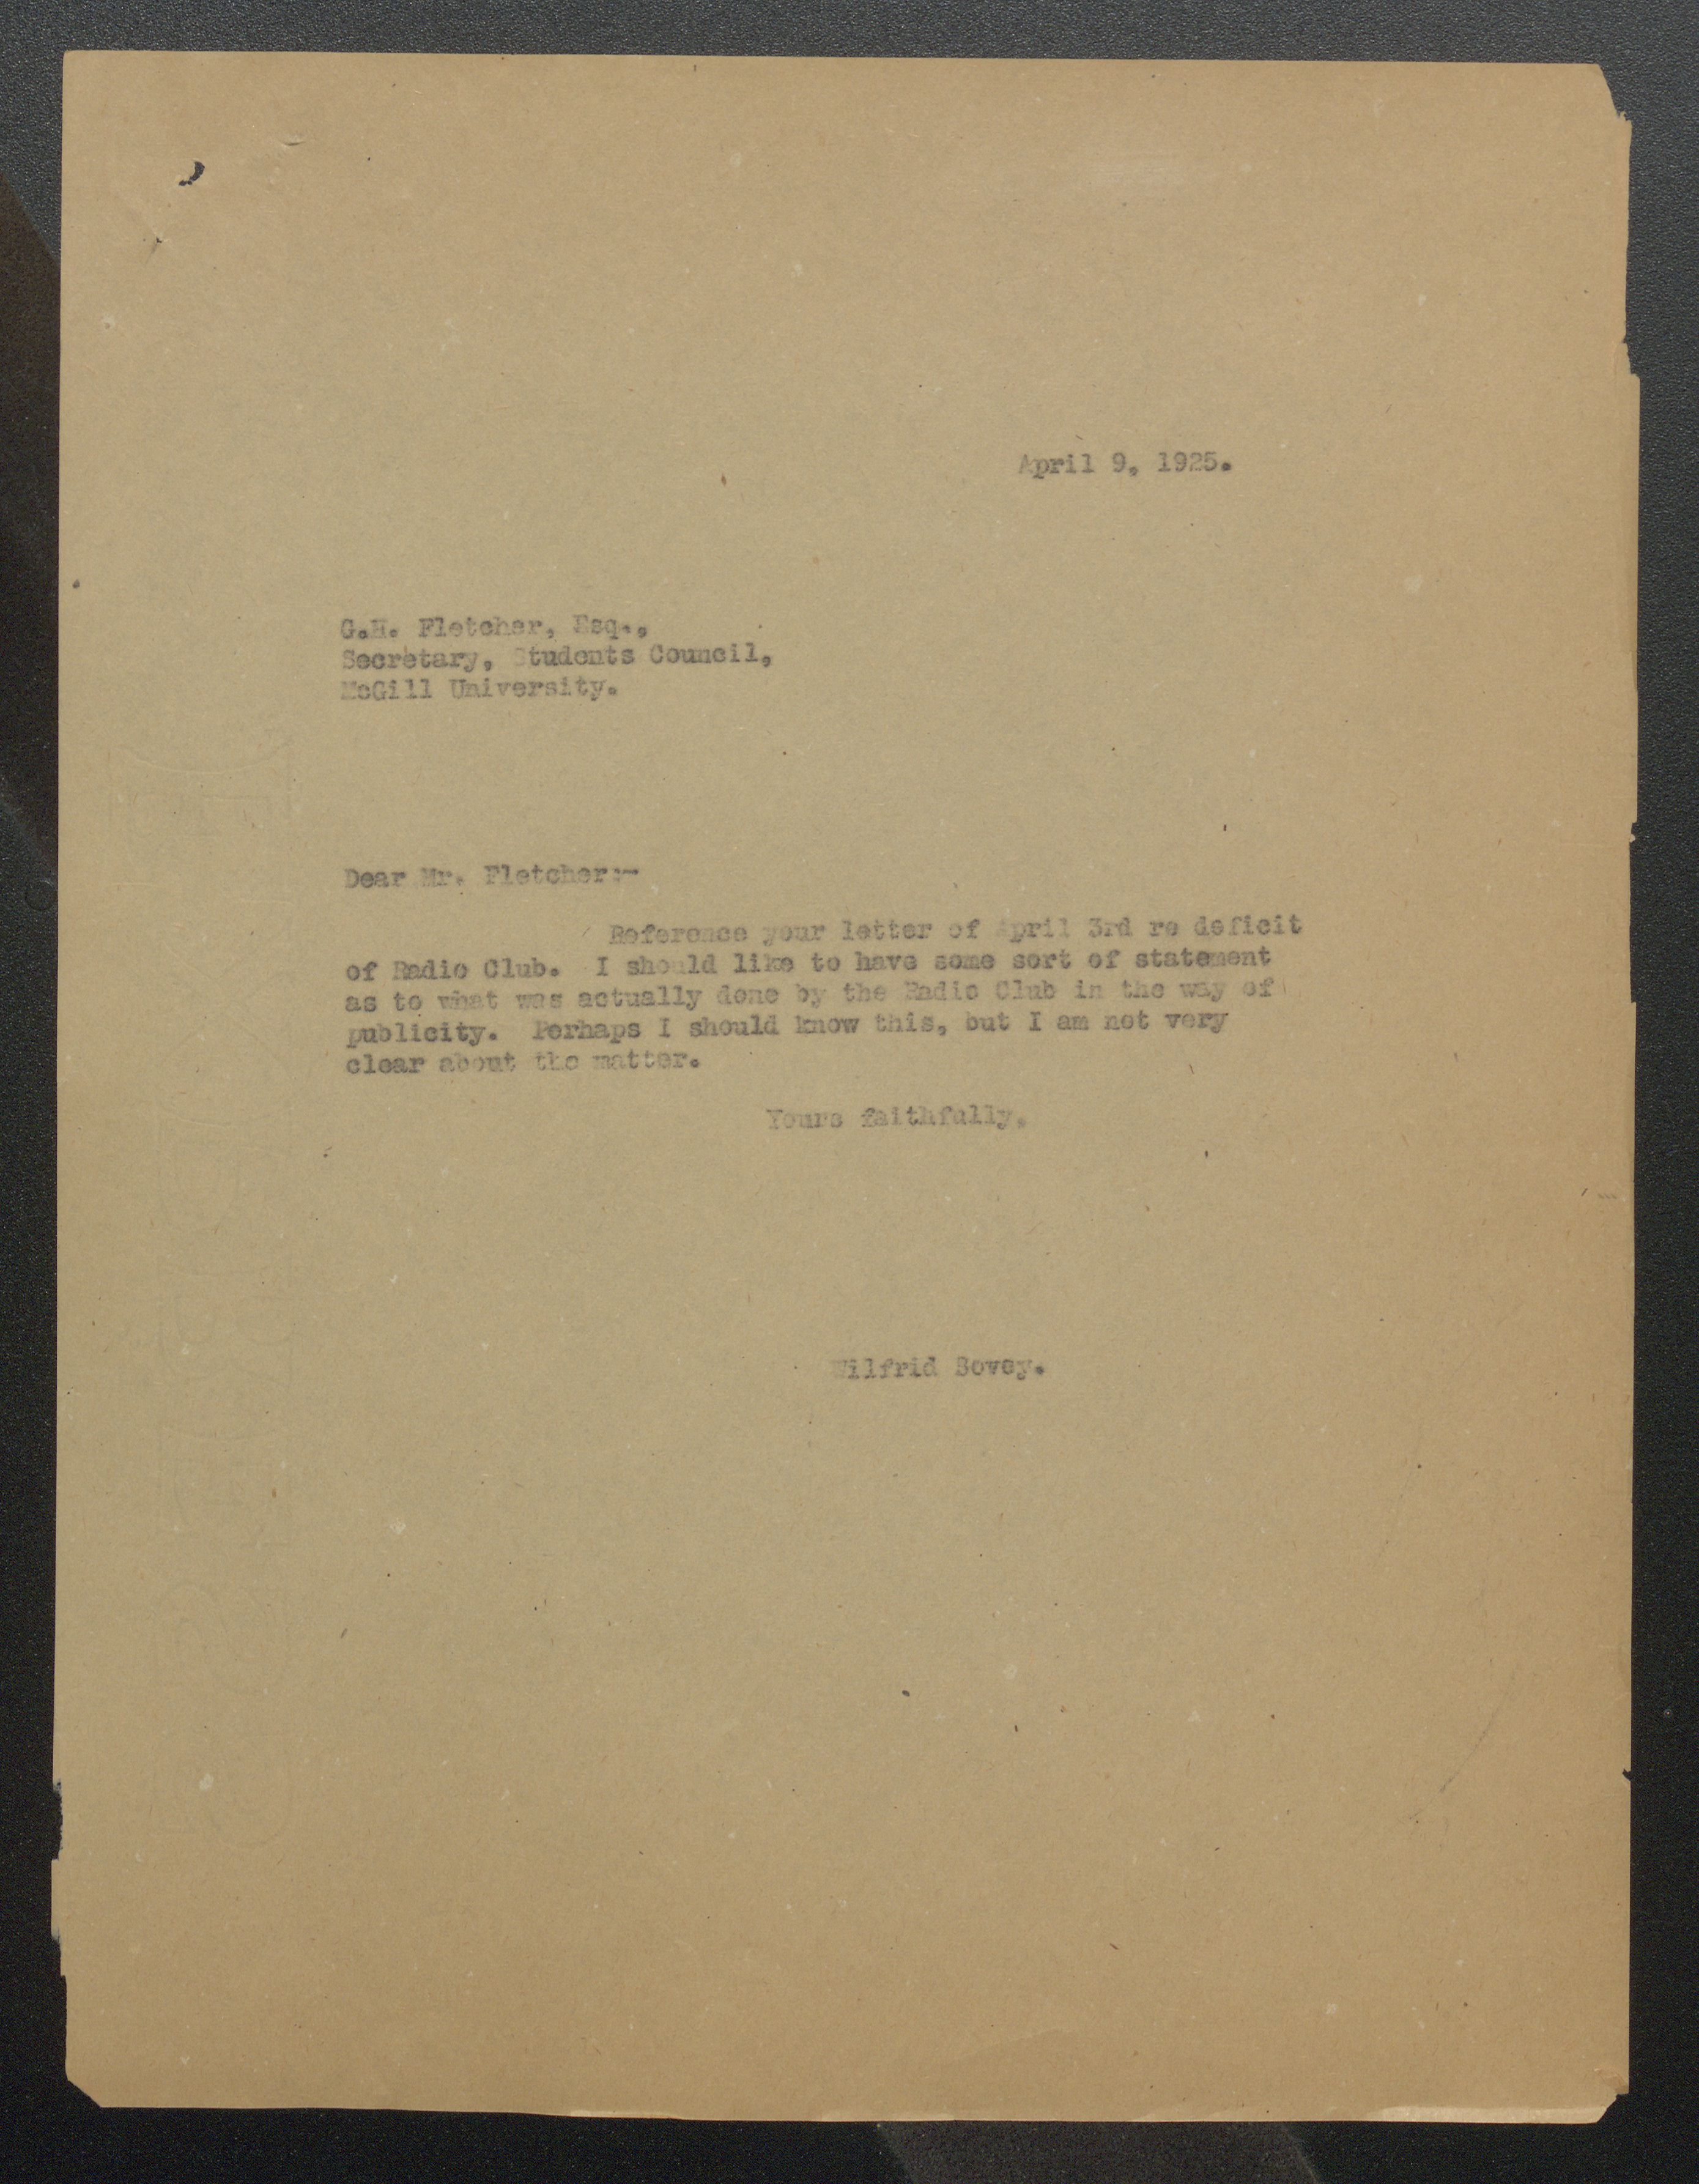 April 9, 1925.
G.H. Fletcher, Esq.,
Secretary, Students Council,
McGill University.
Dear Mr. Fletcher:-
Reference your letter of April 3rd re deficit
of Radio Club. I should like to have some sort of statement
as to what was actually done by the Radio Club in the way of
publicity. Perhaps I should know this, but I am not very
clear about the matter.
Yours faithfully,
Wilfrid Bovey.